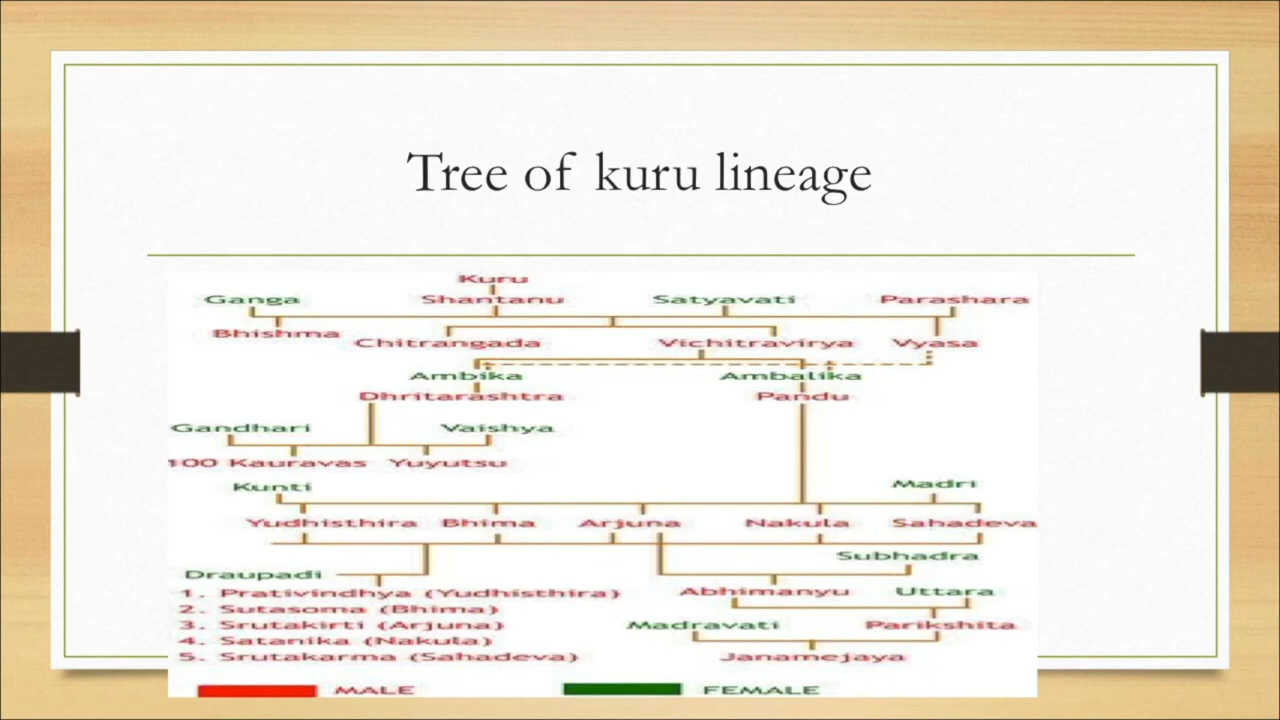 Tree of kuru lineage
Kuru
Ganga Shantanu Satyavati Parashara
Bhishma Chitrangada Vichitravirya Vyasa
Ambika Ambalika
Dhritarashtra Pandu
Gandhari Vaishya
100 Kauravas Yuyutsu
Kunti Madri
Yudhisthira Bhima Arjuna Nakula Sahadeva
Subhadra
Draupadi
1. Prativindhya (Yudhisthira) Abhimanyu Uttara
2. Sutasoma (Bhima)
3. Srutakirti (Arjuna) Madravati Parikshita
4. Satanika (Nakula)
5. Srutakarma (Sahadeva) Janamejaya
MALE FEMALE